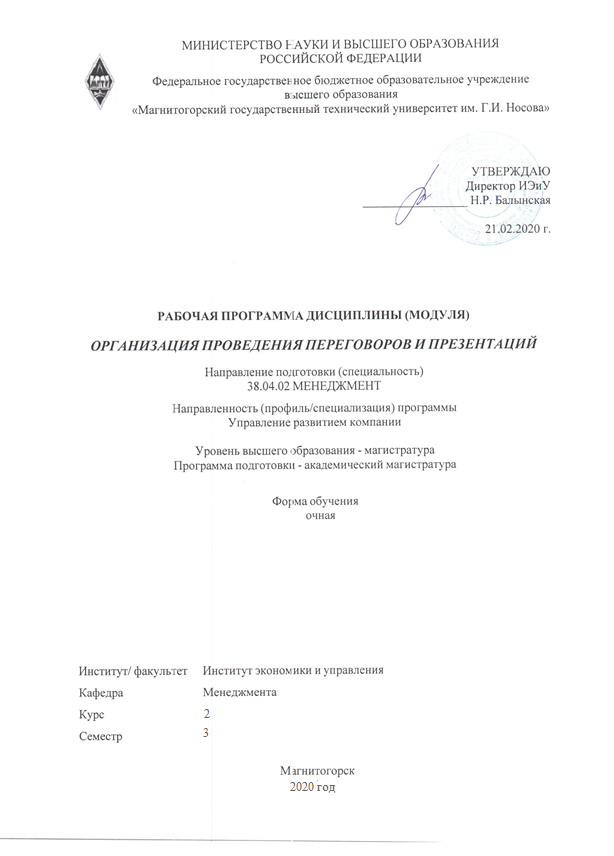 МИНИСТЕРСТВО НАУКИ И ВЫСШЕГО ОБРАЗОВАНИЯ
РОССИЙСКОЙ ФЕДЕРАЦИИ
Федеральное государственное бюджетное образовательное учреждение
высшего образования
«Магнитогорский государственный технический университет им. Г.И. Носова»
УТВЕРЖДАЮ
Директор ИЭиУ
Н.Р. Балынская
21.02.2020 г.
РАБОЧАЯ ПРОГРАММА ДИСЦИПЛИНЫ (МОДУЛЯ)
ОРГАНИЗАЦИЯ ПРОВЕДЕНИЯ ПЕРЕГОВОРОВ И ПРЕЗЕНТАЦИЙ
Направление подготовки (специальность)
38.04.02 МЕНЕДЖМЕНТ
Направленность (профиль/специализация) программы
Управление развитием компании
Уровень высшего образования - магистратура
Программа подготовки - академический магистратура
Форма обучения
очная
Институт/ факультет Институт экономики и управления
Кафедра Менеджмента
Курс 2
Семестр 3
Магнитогорск
2020 год